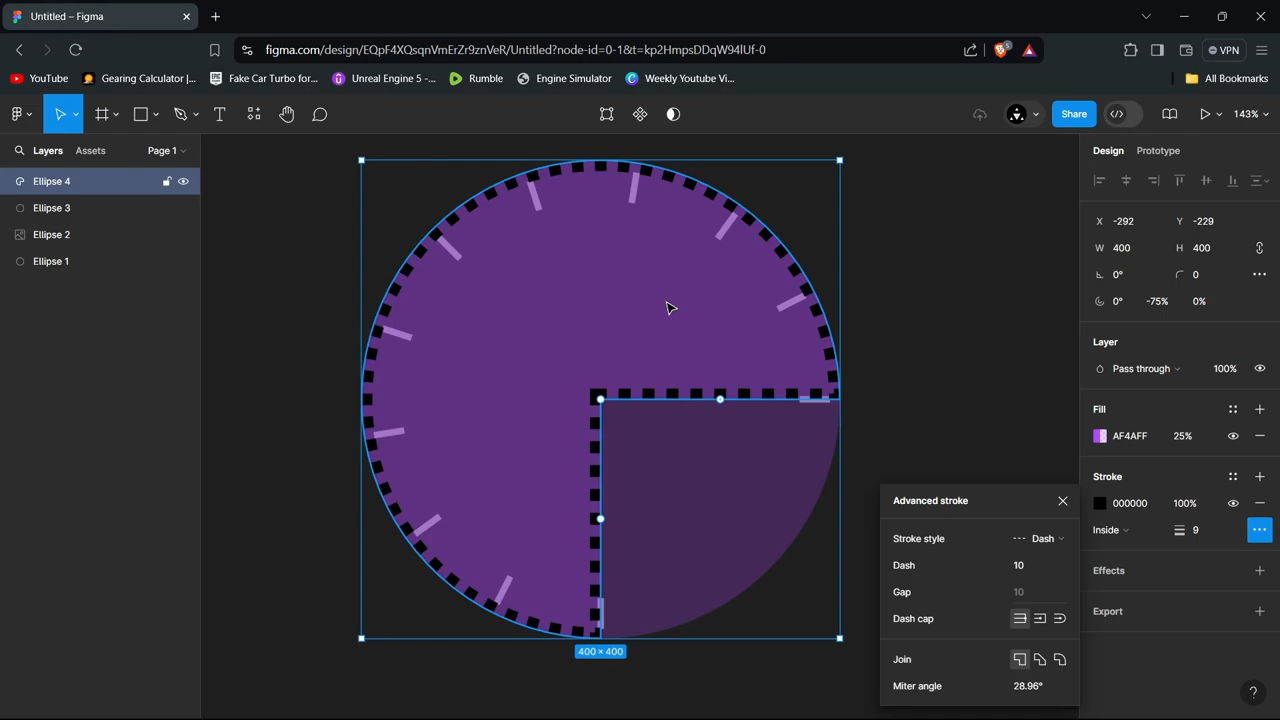 Untitled – Figma
figma.com/design/EQpF4XQsqnVmErZr9znVeR/Untitled?node-id=0-1&t=kp2HmpsDDqW94lUf-0
5
VPN
YouTube
Gearing Calculator |...
Fake Car Turbo for...
Unreal Engine 5 -...
Rumble
Engine Simulator
Weekly Youtube Vi...
All Bookmarks
Share
143%
Layers
Assets
Page 1
Ellipse 4
Ellipse 3
Ellipse 2
Ellipse 1
400 × 400
Design
Prototype
X -292 Y -229
W 400 H 400
0° 0
0° -75% 0%
Layer
Pass through 100%
Fill
AF4AFF 25%
Stroke
000000 100%
Inside 9
Effects
Export
Advanced stroke
Stroke style Dash
Dash 10
Gap 10
Dash cap
Join
Miter angle 28.96°
?